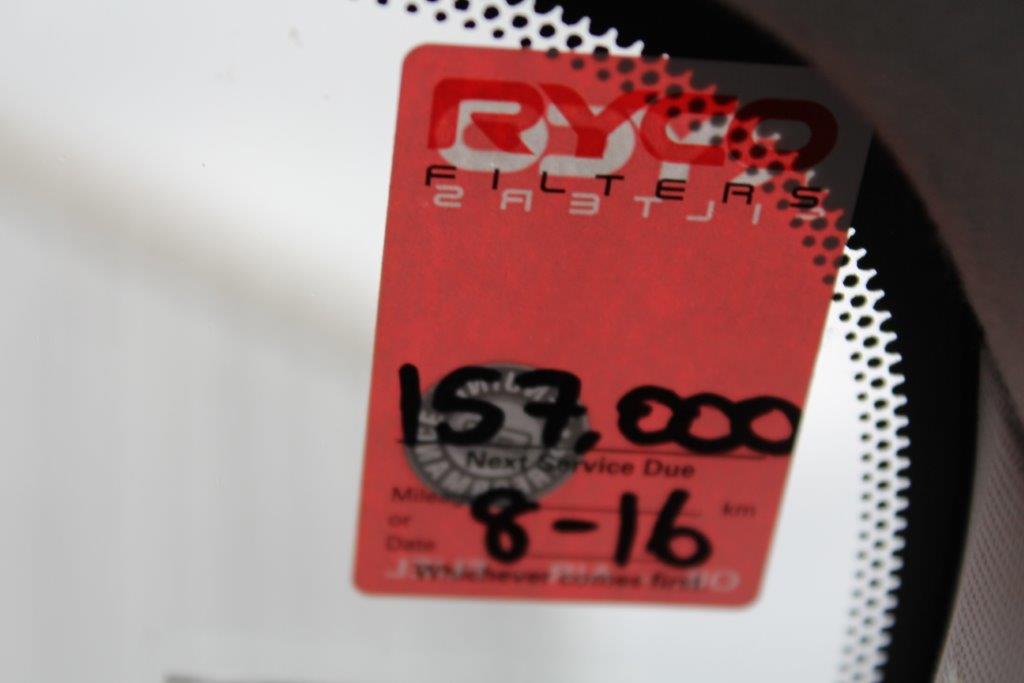 RYCO
FILTERS
157,000
Next Service Due
Mileage km
or 8-16
Date
Whichever comes first